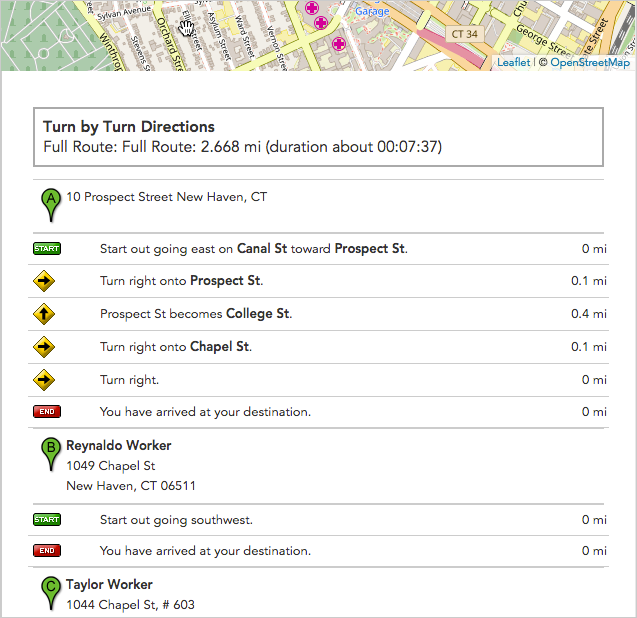 Sylvan Avenue
Winthrop
Stevens S
Orchard Str
Asylum Street
Ward Street
Vernon Stre
Garage
CT 34
George Street
te Street
Leaflet | © OpenStreetMap
Turn by Turn Directions
Full Route: Full Route: 2.668 mi (duration about 00:07:37)
A
10 Prospect Street New Haven, CT
START Start out going east on Canal St toward Prospect St. 0 mi
Turn right onto Prospect St. 0.1 mi
Prospect St becomes College St. 0.4 mi
Turn right onto Chapel St. 0.1 mi
Turn right. 0 mi
END You have arrived at your destination. 0 mi
B
Reynaldo Worker
1049 Chapel St
New Haven, CT 06511
START Start out going southwest. 0 mi
END You have arrived at your destination. 0 mi
C
Taylor Worker
1044 Chapel St, # 603